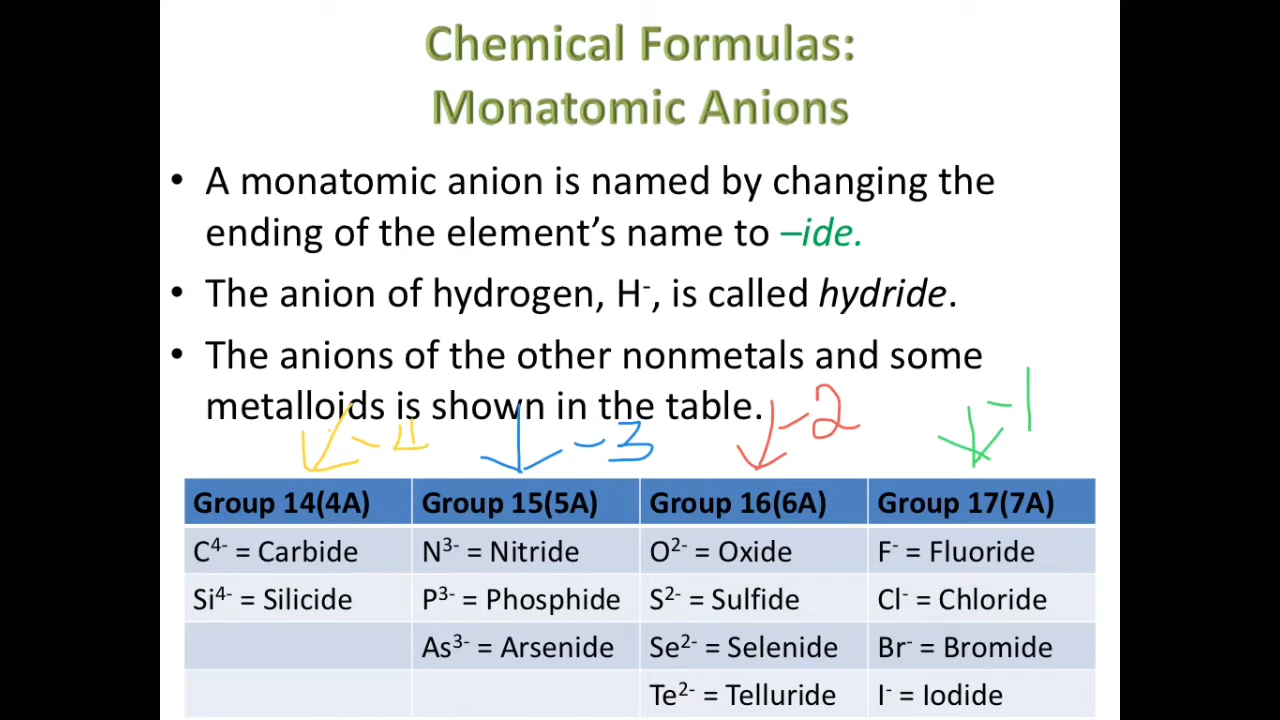 Chemical Formulas:
Monatomic Anions
• A monatomic anion is named by changing the
ending of the element’s name to –ide.
• The anion of hydrogen, H⁻, is called hydride.
• The anions of the other nonmetals and some
metalloids is shown in the table.
-4 -3 -2 -1
Group 14(4A) Group 15(5A) Group 16(6A) Group 17(7A)
C⁴⁻ = Carbide N³⁻ = Nitride O²⁻ = Oxide F⁻ = Fluoride
Si⁴⁻ = Silicide P³⁻ = Phosphide S²⁻ = Sulfide Cl⁻ = Chloride
As³⁻ = Arsenide Se²⁻ = Selenide Br⁻ = Bromide
Te²⁻ = Telluride I⁻ = Iodide